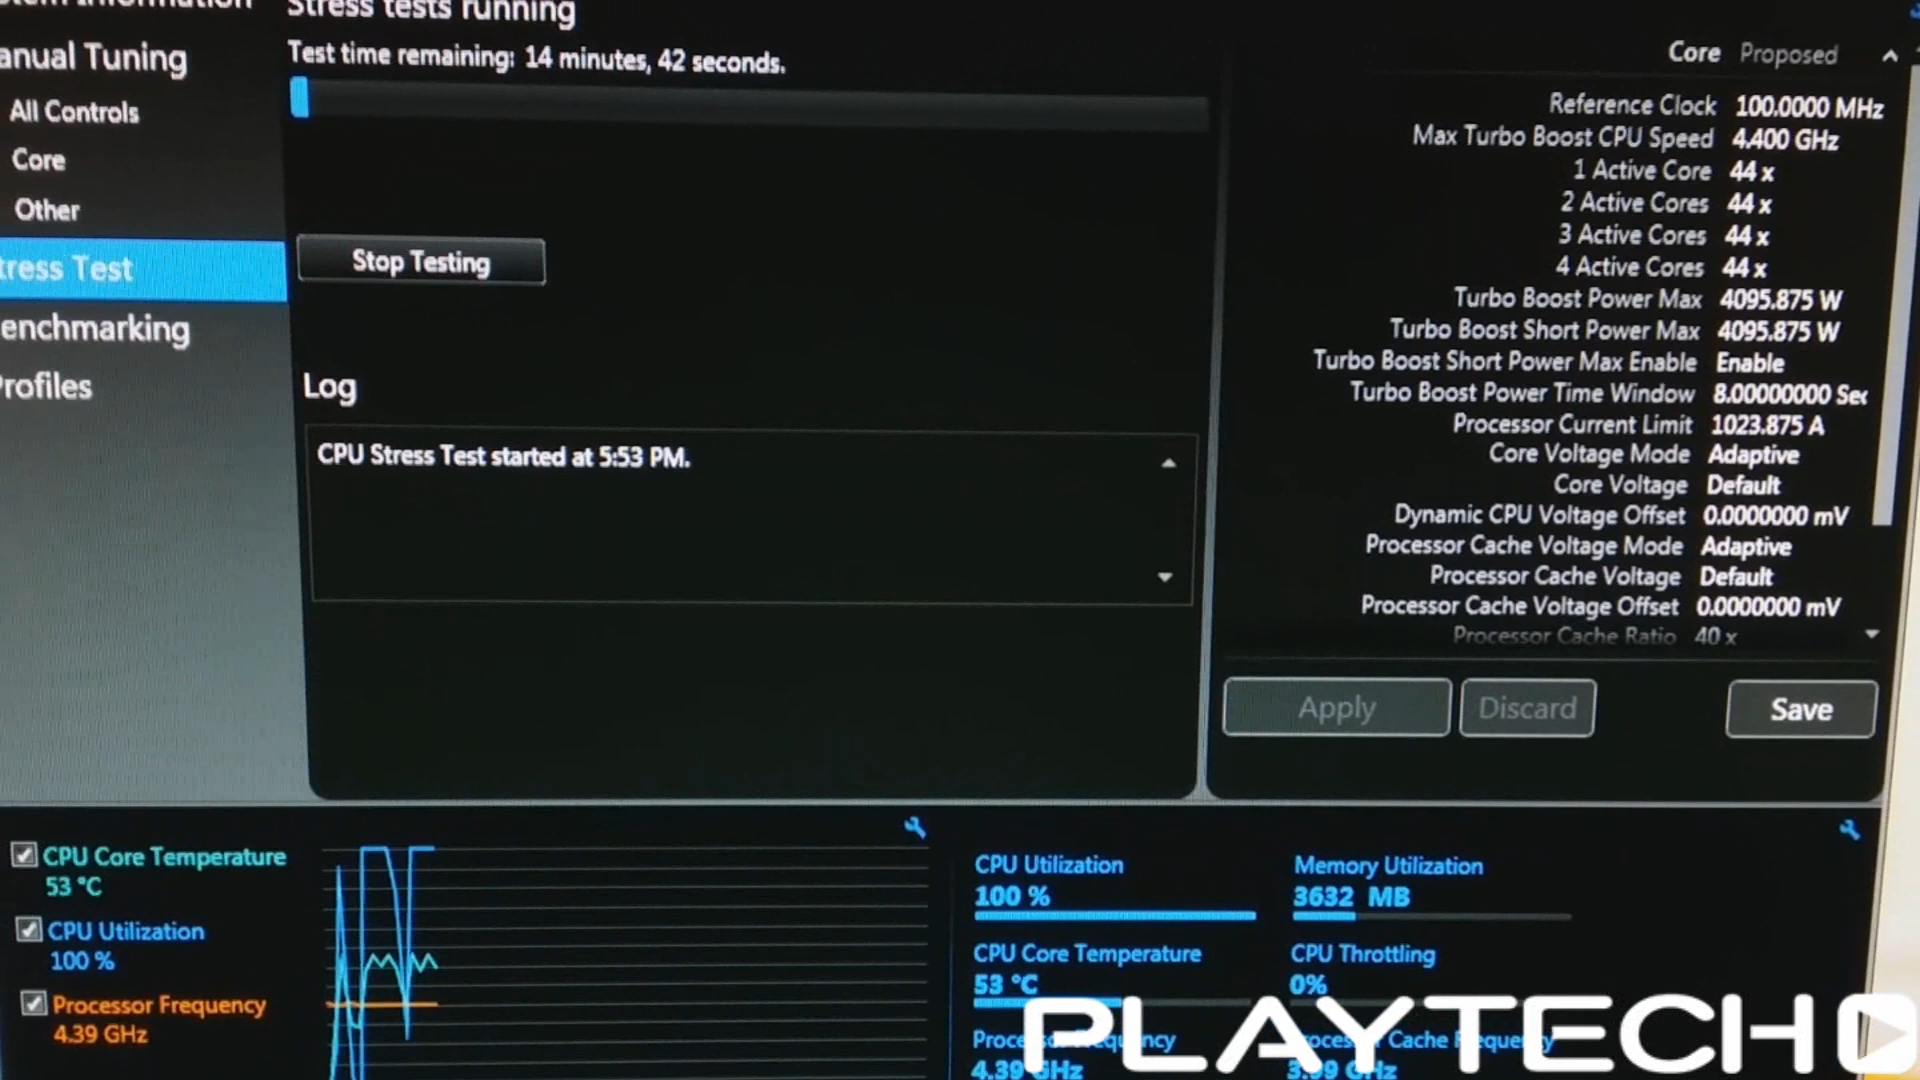 Stress tests running
Test time remaining: 14 minutes, 42 seconds.
anual Tuning
All Controls
Core
Other
tress Test
enchmarking
rofiles
Stop Testing
Log
CPU Stress Test started at 5:53 PM.
Core Proposed
Reference Clock 100.0000 MHz
Max Turbo Boost CPU Speed 4.400 GHz
1 Active Core 44 x
2 Active Cores 44 x
3 Active Cores 44 x
4 Active Cores 44 x
Turbo Boost Power Max 4095.875 W
Turbo Boost Short Power Max 4095.875 W
Turbo Boost Short Power Max Enable Enable
Turbo Boost Power Time Window 8.00000000 Sec
Processor Current Limit 1023.875 A
Core Voltage Mode Adaptive
Core Voltage Default
Dynamic CPU Voltage Offset 0.0000000 mV
Processor Cache Voltage Mode Adaptive
Processor Cache Voltage Default
Processor Cache Voltage Offset 0.0000000 mV
Processor Cache Ratio 40 x
Apply Discard Save
CPU Core Temperature
53 °C
CPU Utilization
100 %
Processor Frequency
4.39 GHz
CPU Utilization
100 %
Memory Utilization
3632 MB
CPU Core Temperature
53 °C
CPU Throttling
0%
4.39 GHz
3.99 GHz
PLAYTECH